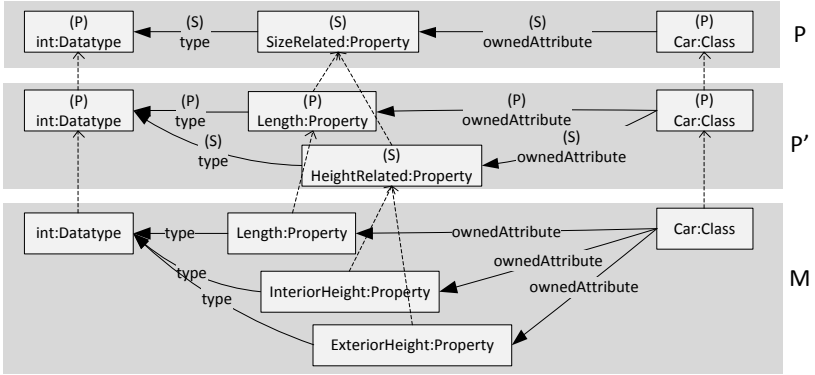 (P)
int:Datatype
(S)
type
(S)
SizeRelated:Property
(S)
ownedAttribute
(P)
Car:Class
P
(P)
int:Datatype
(P)
type
(P)
Length:Property
(P)
ownedAttribute
(P)
Car:Class
(S)
type
(S)
HeightRelated:Property
(S)
ownedAttribute
P’
int:Datatype
type
Length:Property
ownedAttribute
Car:Class
type
InteriorHeight:Property
ownedAttribute
M
type
ExteriorHeight:Property
ownedAttribute